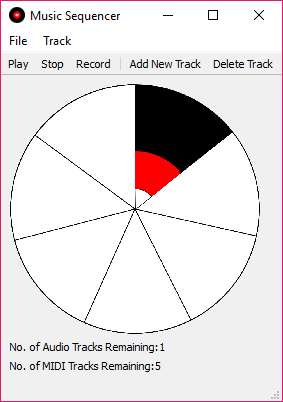 Music Sequencer
File Track
Play Stop Record Add New Track Delete Track
No. of Audio Tracks Remaining:1
No. of MIDI Tracks Remaining:5